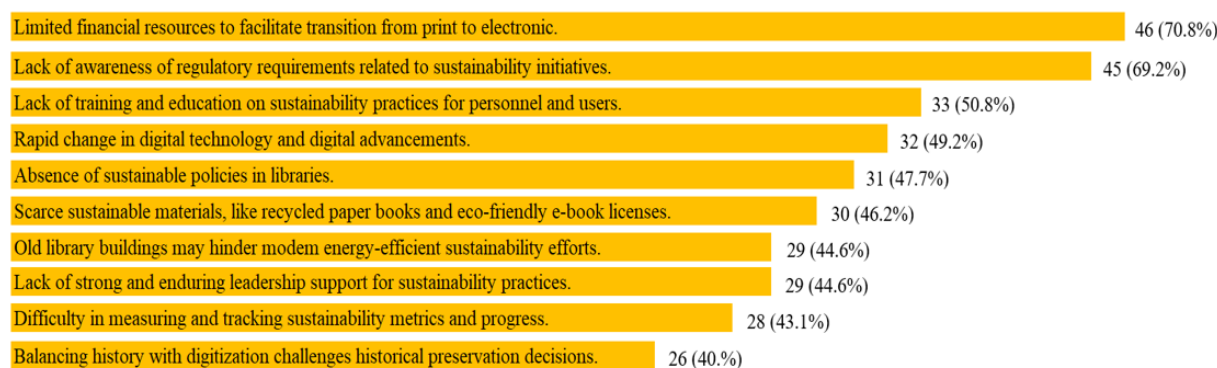 Limited financial resources to facilitate transition from print to electronic. 46 (70.8%)
Lack of awareness of regulatory requirements related to sustainability initiatives. 45 (69.2%)
Lack of training and education on sustainability practices for personnel and users. 33 (50.8%)
Rapid change in digital technology and digital advancements. 32 (49.2%)
Absence of sustainable policies in libraries. 31 (47.7%)
Scarce sustainable materials, like recycled paper books and eco-friendly e-book licenses. 30 (46.2%)
Old library buildings may hinder modem energy-efficient sustainability efforts. 29 (44.6%)
Lack of strong and enduring leadership support for sustainability practices. 29 (44.6%)
Difficulty in measuring and tracking sustainability metrics and progress. 28 (43.1%)
Balancing history with digitization challenges historical preservation decisions. 26 (40.%)